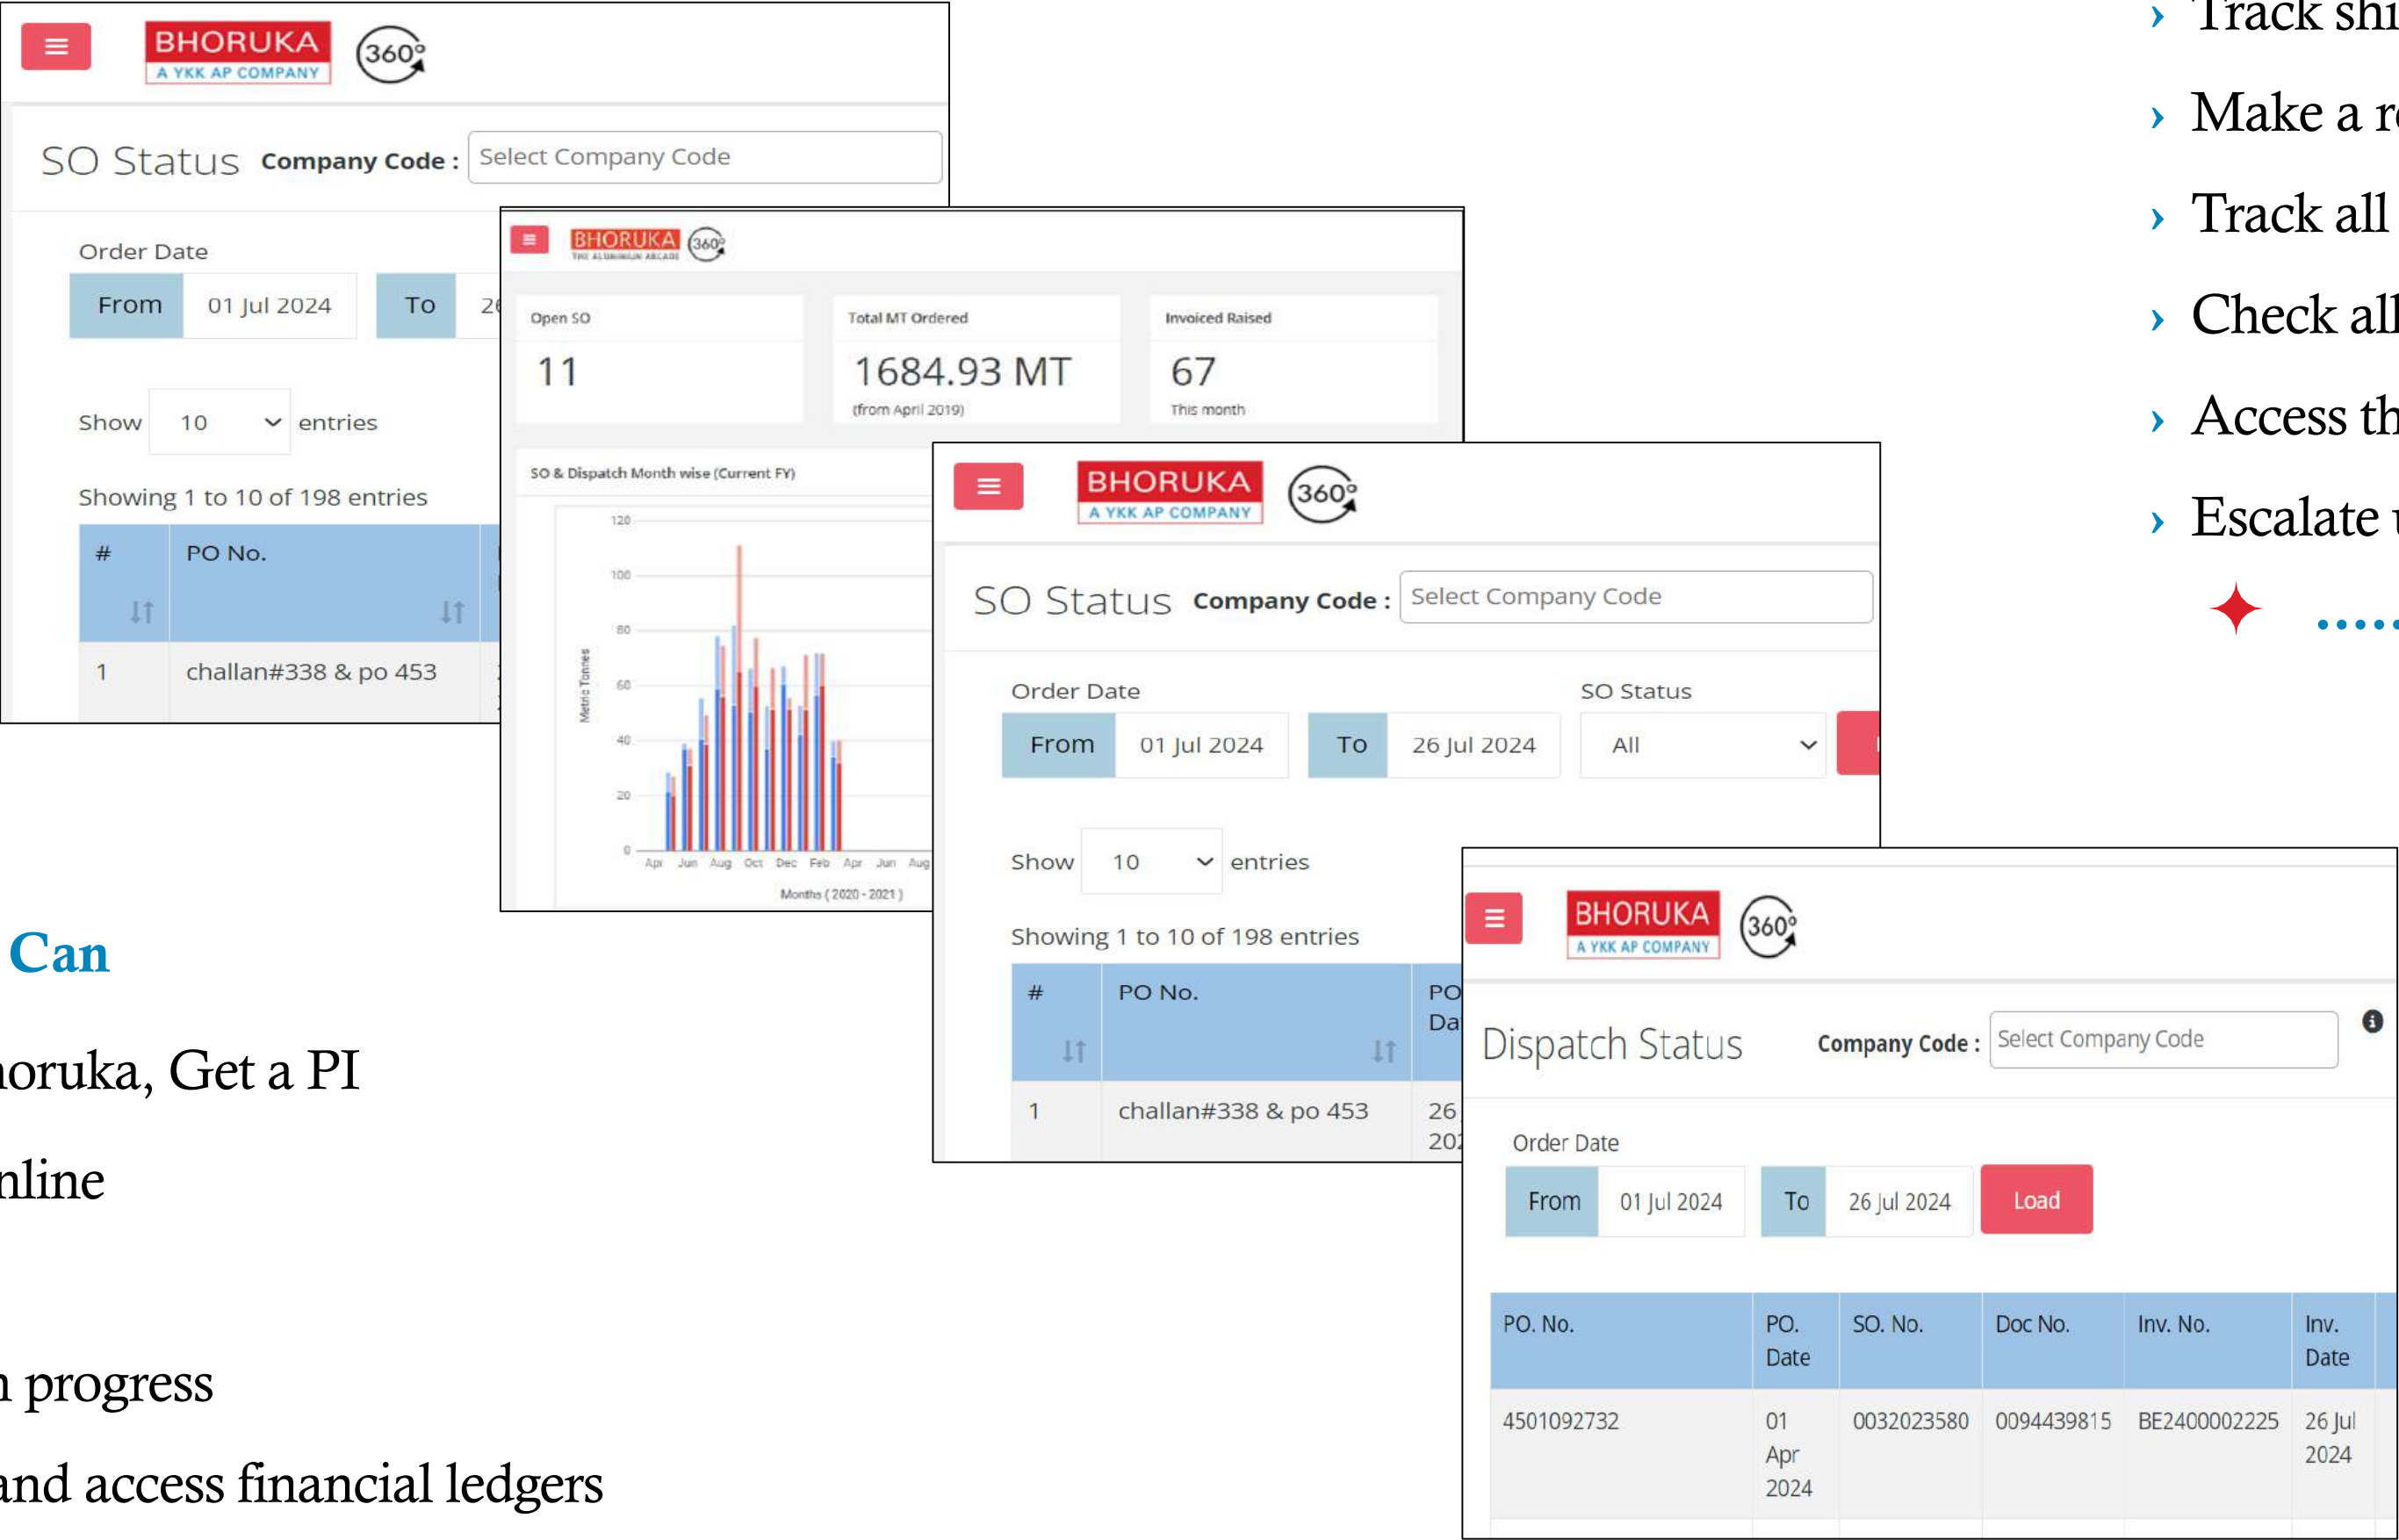 BHORUKA
A YKK AP COMPANY
360°
SO Status Company Code : Select Company Code
Order Date
From 01 Jul 2024 To
Show 10 entries
Showing 1 to 10 of 198 entries
# PO No.
1 challan#338 & po 453
BHORUKA
THE ALUMINIUM ARCADE
360°
Open SO
11
Total MT Ordered
1684.93 MT
(from April 2019)
Invoiced Raised
67
This month
SO & Dispatch Month wise (Current FY)
Metric Tonnes
120
100
80
60
40
20
0
Apr Jun Aug Oct Dec Feb Apr Jun Aug
Months ( 2020 - 2021 )
BHORUKA
A YKK AP COMPANY
360°
SO Status Company Code : Select Company Code
Order Date SO Status
From 01 Jul 2024 To 26 Jul 2024 All
Show 10 entries
Showing 1 to 10 of 198 entries
# PO No. PO
1 challan#338 & po 453 26
BHORUKA
A YKK AP COMPANY
360°
Dispatch Status Company Code : Select Company Code
Order Date
From 01 Jul 2024 To 26 Jul 2024 Load
PO. No. PO. Date SO. No. Doc No. Inv. No. Inv. Date
4501092732 01 Apr 2024 0032023580 0094439815 BE2400002225 26 Jul 2024
› Track
› Make a
› Track all
› Check all
› Access
› Escalate
Can
Get a PI
progress
and access financial ledgers